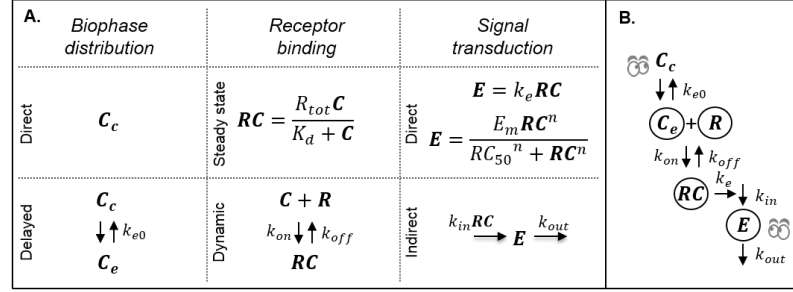 A.
Biophase distribution
Receptor binding
Signal transduction
Direct
C_c
Steady state
RC = R_tot C / (K_d + C)
Direct
E = k_e RC
E = E_m RC^n / (RC_50^n + RC^n)
Delayed
C_c
↓↑ k_e0
C_e
Dynamic
C + R
k_on ↓↑ k_off
RC
Indirect
k_in RC → E k_out →
B.
C_c
↓↑ k_e0
C_e + R
k_on ↓↑ k_off
RC k_e → ↓ k_in
E
↓ k_out